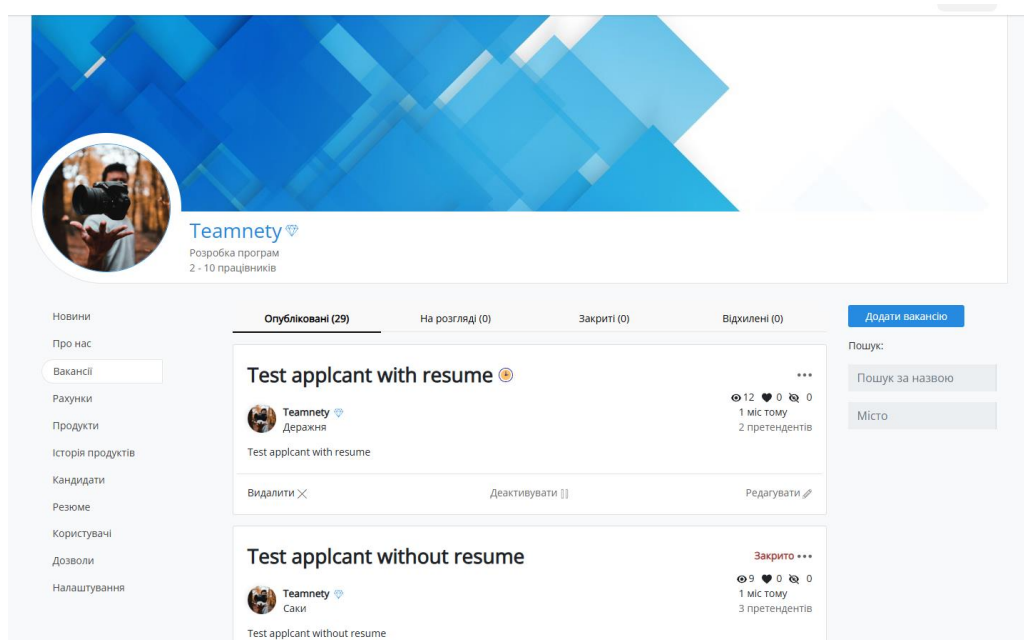 Teamnety
Розробка програм
2 - 10 працівників
Новини
Про нас
Вакансії
Рахунки
Продукти
Історія продуктів
Кандидати
Резюме
Користувачі
Дозволи
Налаштування
Опубліковані (29) На розгляді (0) Закриті (0) Відхилені (0)
Test applcant with resume
12 0 0
Teamnety
1 міс тому
Деражня
2 претендентів
Test applcant with resume
Видалити Деактивувати Редагувати
Test applcant without resume
Закрито
9 0 0
Teamnety
1 міс тому
Саки
3 претендентів
Test applcant without resume
Додати вакансію
Пошук:
Пошук за назвою
Місто